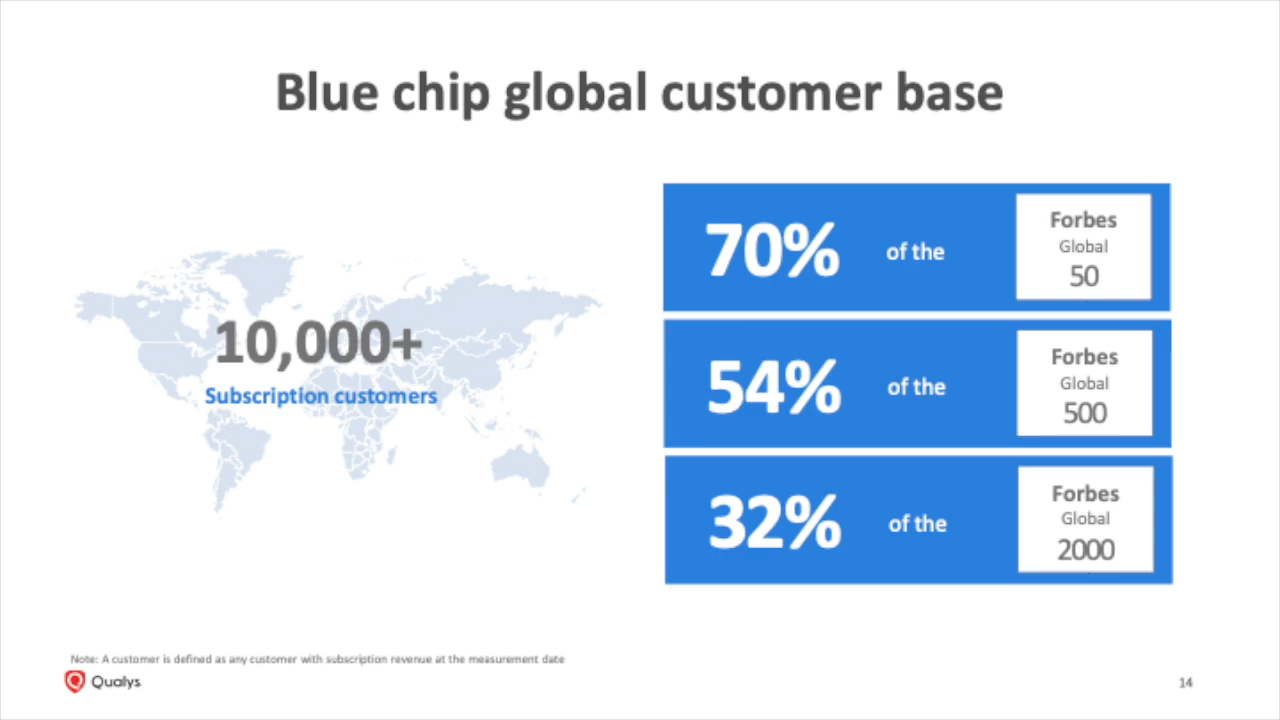 Blue chip global customer base
10,000+
Subscription customers
70% of the
Forbes
Global
50
54% of the
Forbes
Global
500
32% of the
Forbes
Global
2000
Note: A customer is defined as any customer with subscription revenue at the measurement date
Qualys.
14